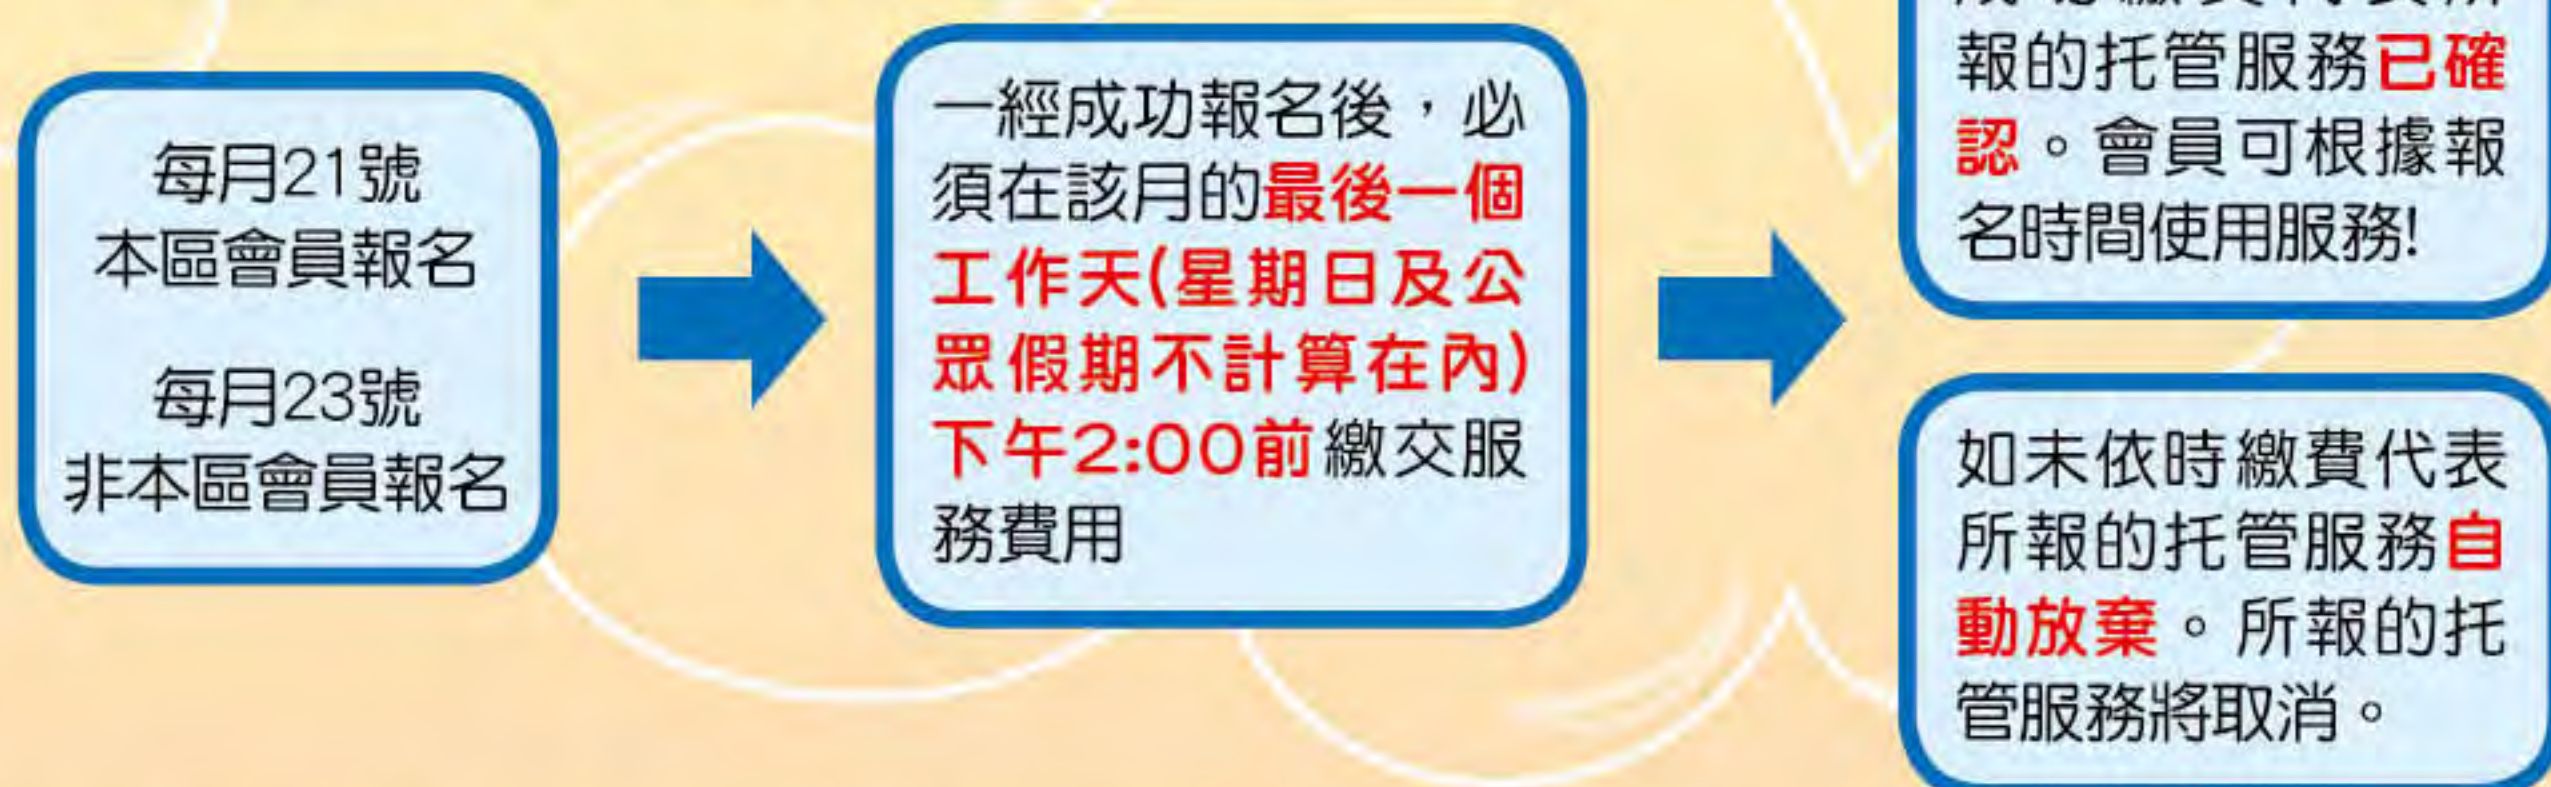 每月21號
本區會員報名
每月23號
非本區會員報名
一經成功報名後，必
須在該月的最後一個
工作天(星期日及公
眾假期不計算在內)
下午2:00前繳交服
務費用
報的托管服務已確
認。會員可根據報
名時間使用服務!
如未依時繳費代表
所報的托管服務自
動放棄。所報的托
管服務將取消。